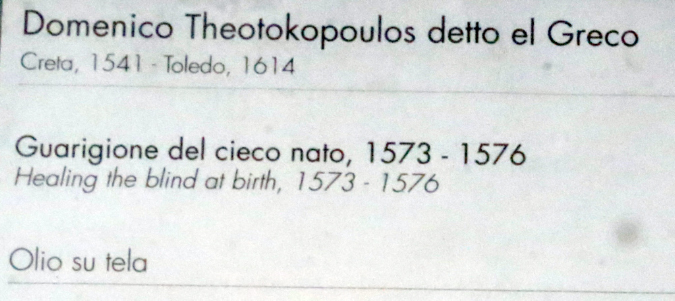 Domenico Theotokopoulos detto el Greco
Creta, 1541 - Toledo, 1614
Guarigione del cieco nato, 1573 - 1576
Healing the blind at birth, 1573 - 1576
Olio su tela